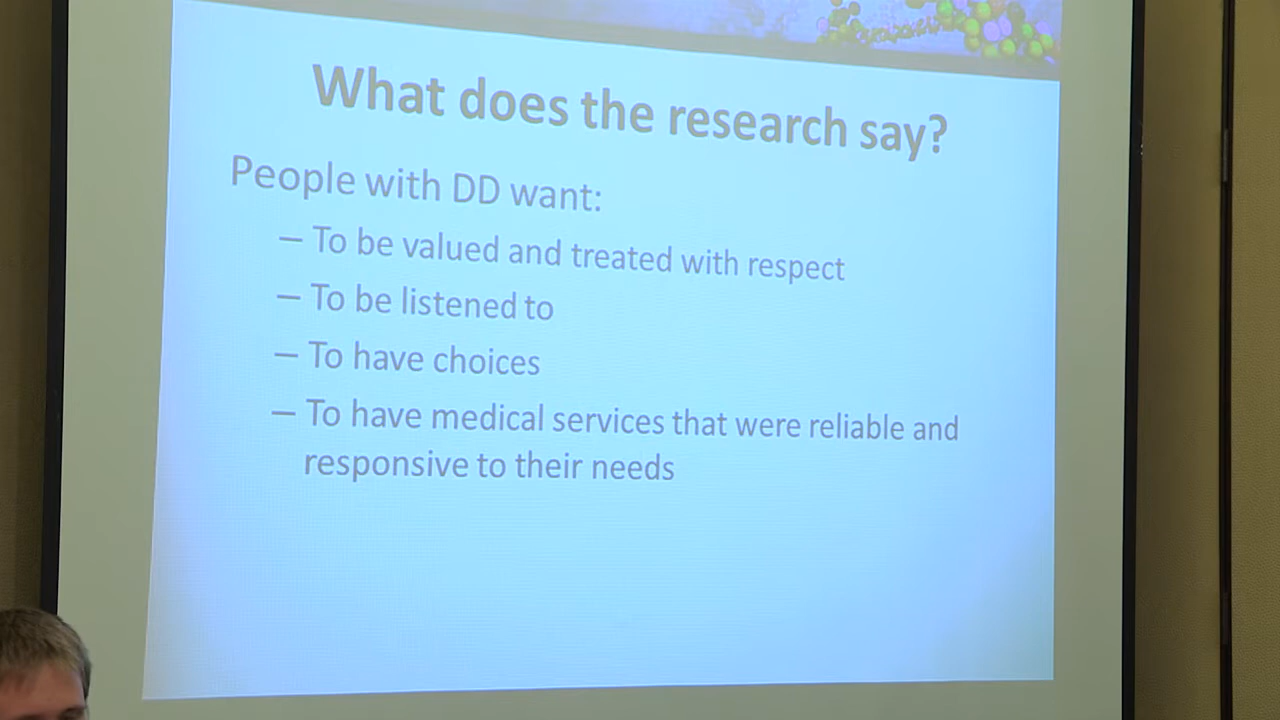 What does the research say?
People with DD want:
– To be valued and treated with respect
– To be listened to
– To have choices
– To have medical services that were reliable and
responsive to their needs